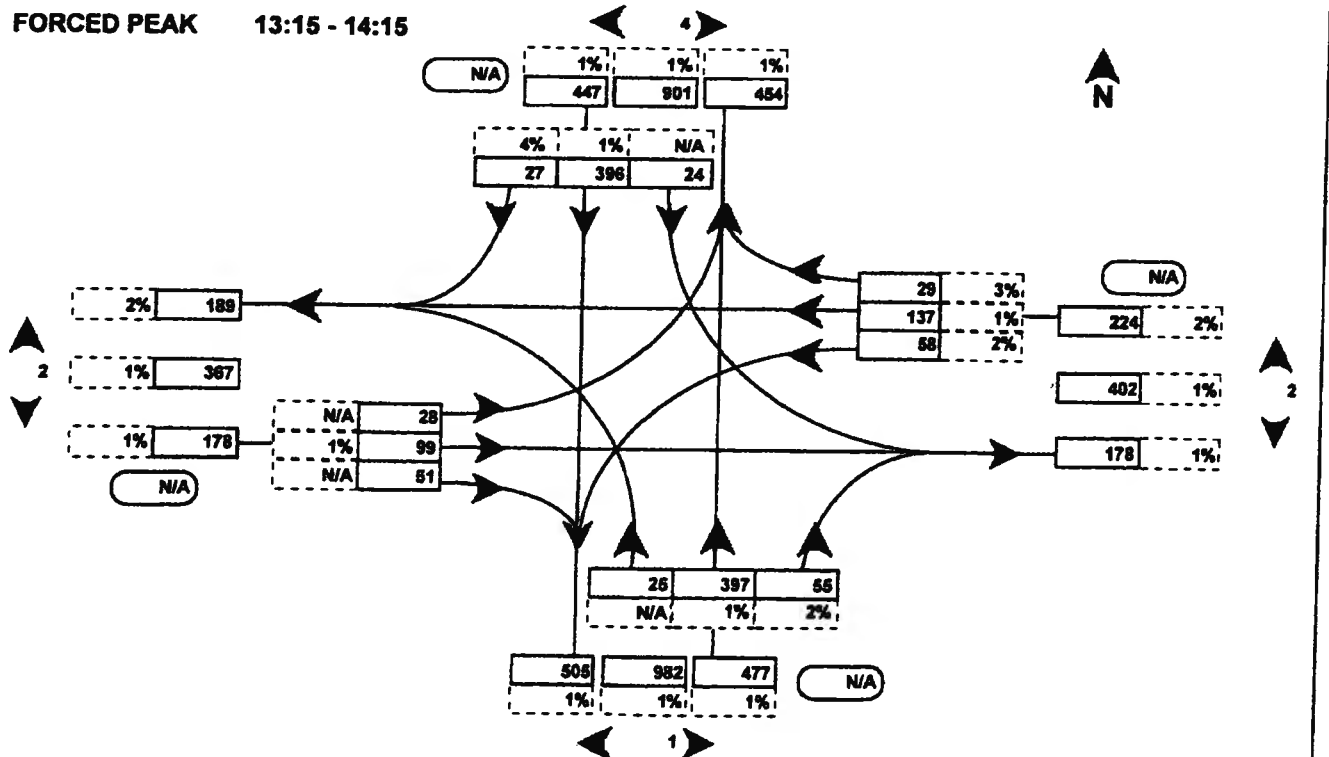 FORCED PEAK 13:15 - 14:15
4
N/A
1% 1% 1%
447 901 454
N
4% 1% N/A
27 396 24
N/A
29 3%
137 1%
58 2%
224 2%
2% 189
2
1% 367
402 1%
2
N/A 28
1% 99
N/A 51
1% 178
178 1%
N/A
25 397 55
N/A 1% 2%
505 982 477
1% 1% 1%
N/A
1